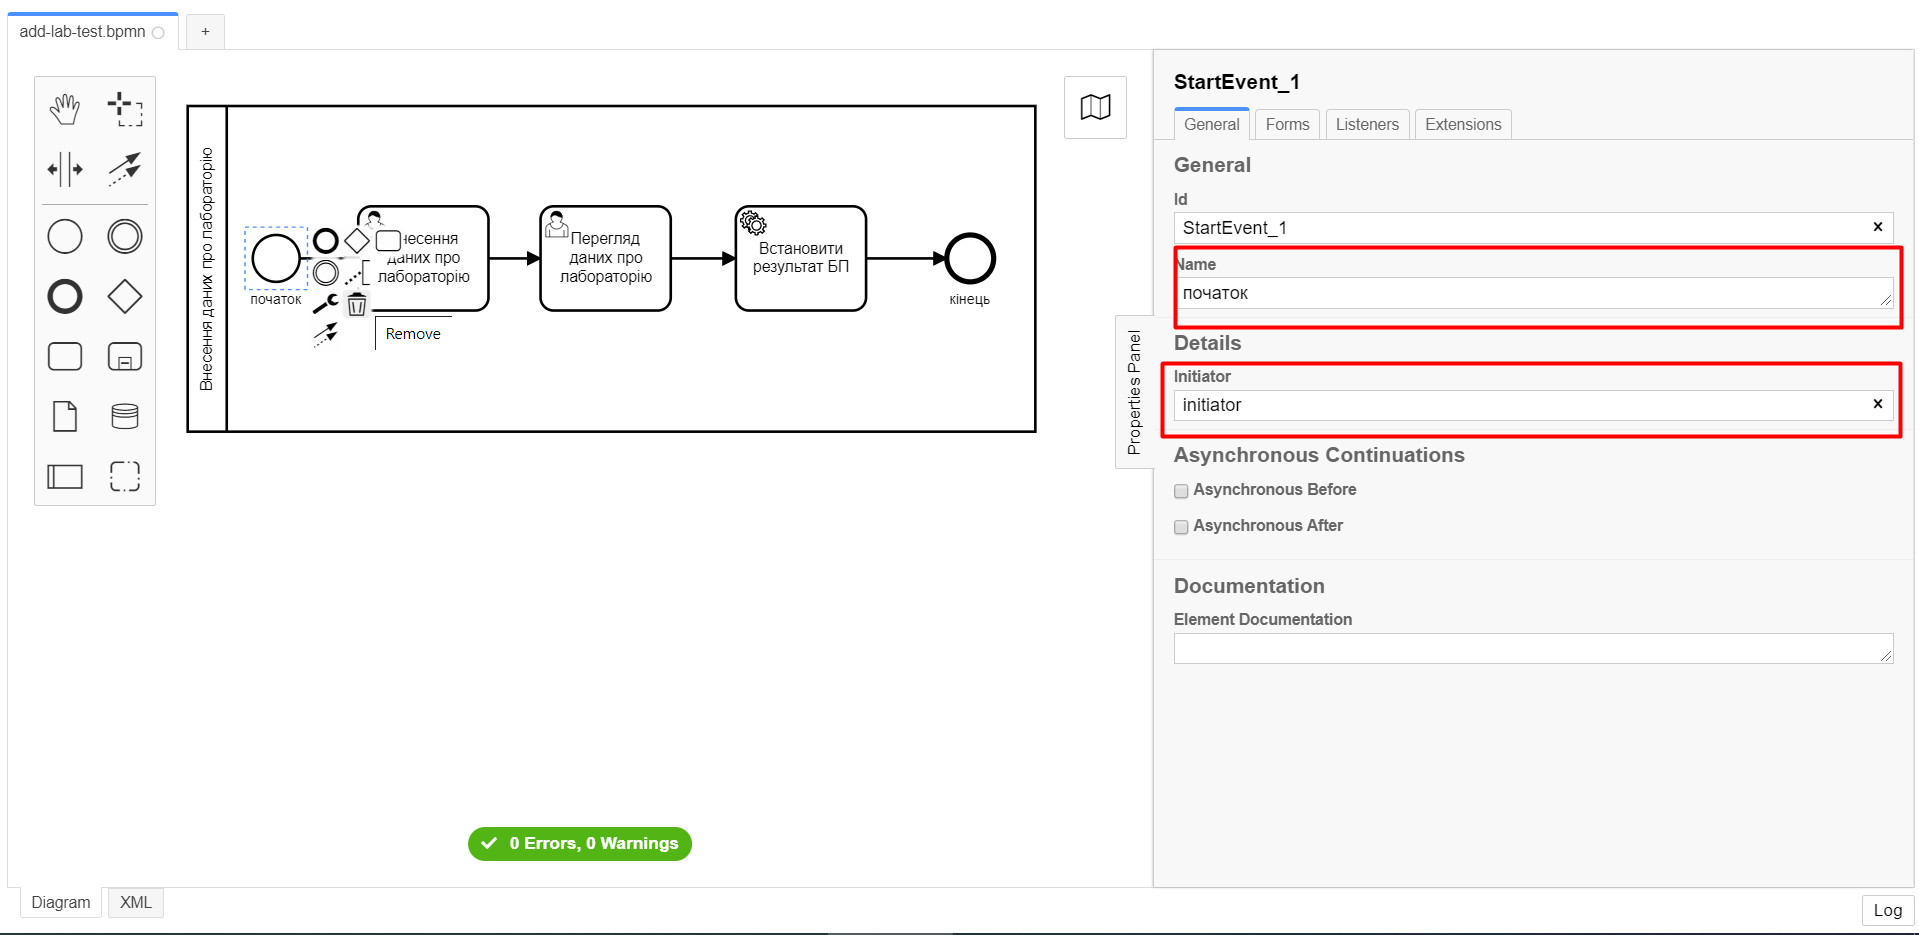 add-lab-test.bpmn
+
Внесення даних про лабораторію
початок
несення
даних про
лабораторію
Remove
Перегляд
даних про
лабораторію
Встановити
результат БП
кінець
0 Errors, 0 Warnings
Diagram
XML
Properties Panel
StartEvent_1
General
Forms
Listeners
Extensions
General
Id
StartEvent_1
Name
початок
Details
Initiator
initiator
Asynchronous Continuations
Asynchronous Before
Asynchronous After
Documentation
Element Documentation
Log